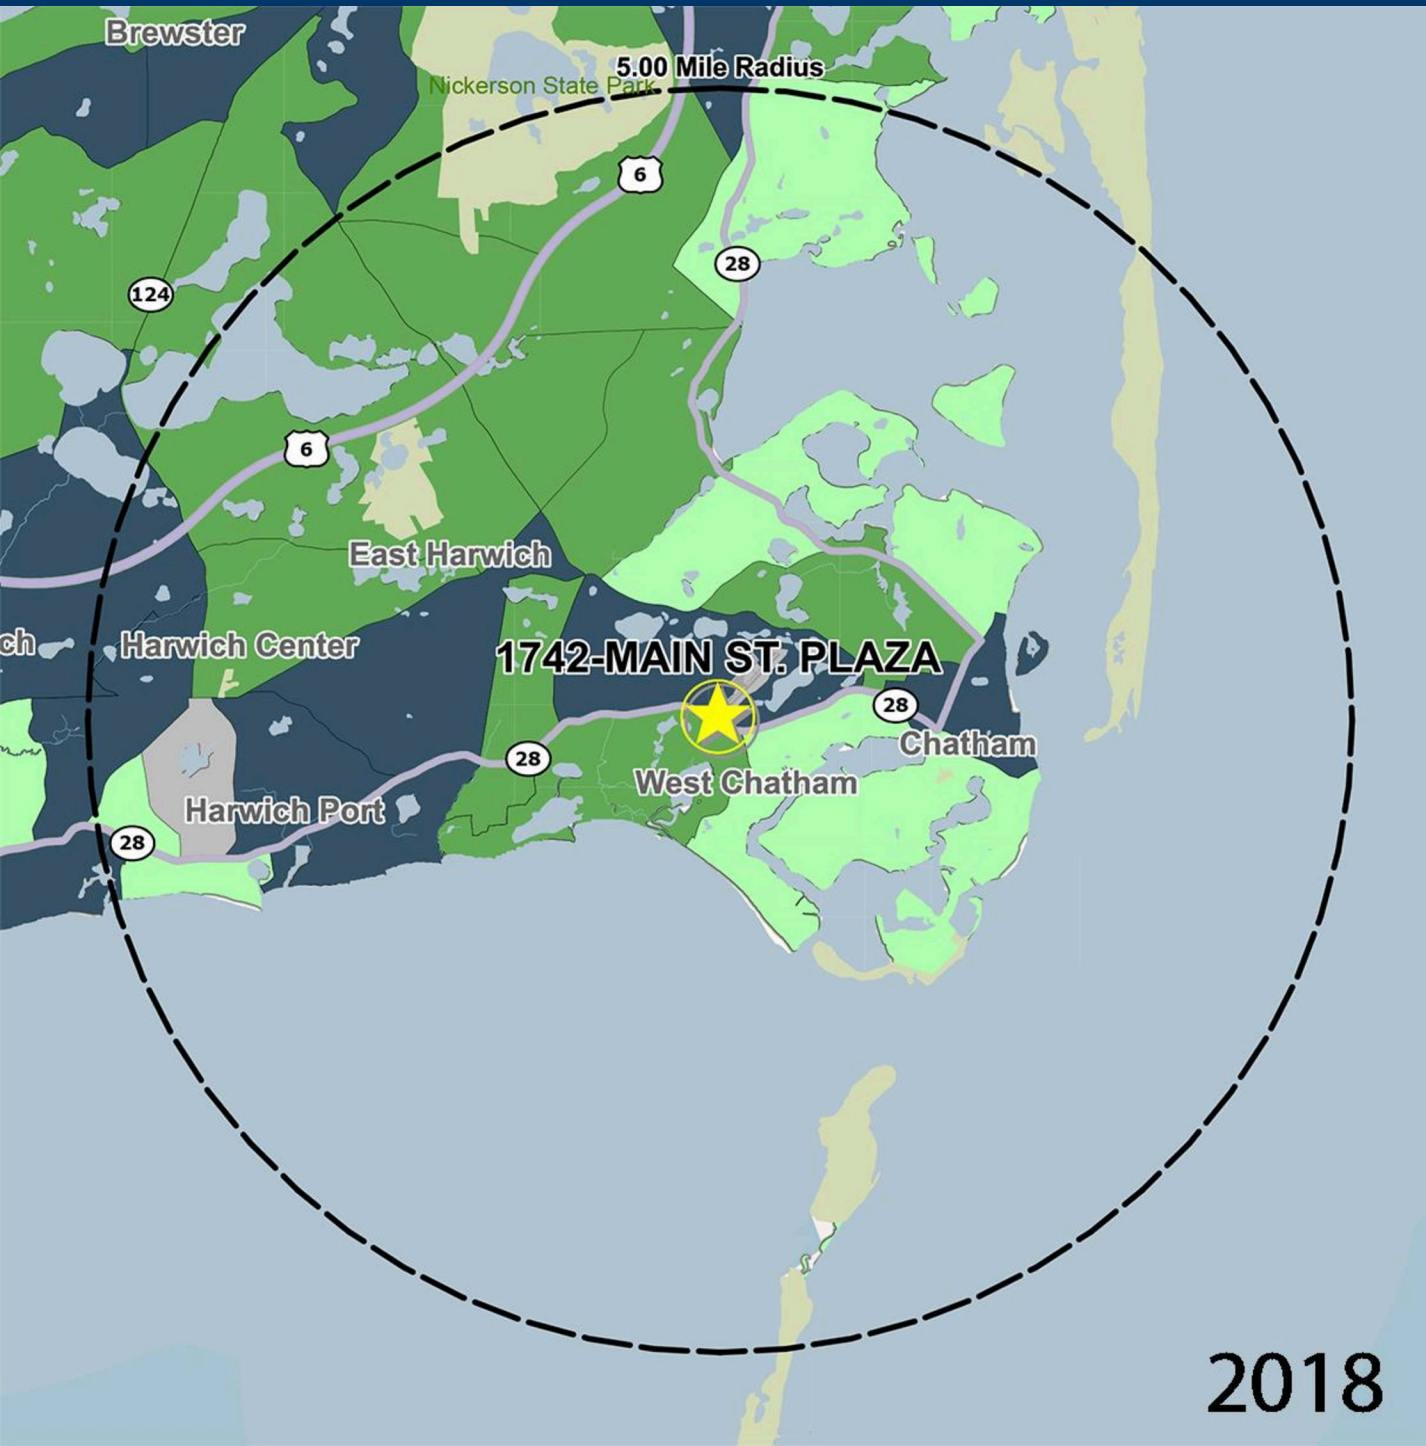 Brewster
5.00 Mile Radius
Nickerson State Park
6
28
124
6
East Harwich
ch
Harwich Center
1742-MAIN ST. PLAZA
28
Chatham
28
West Chatham
Harwich Port
28
2018